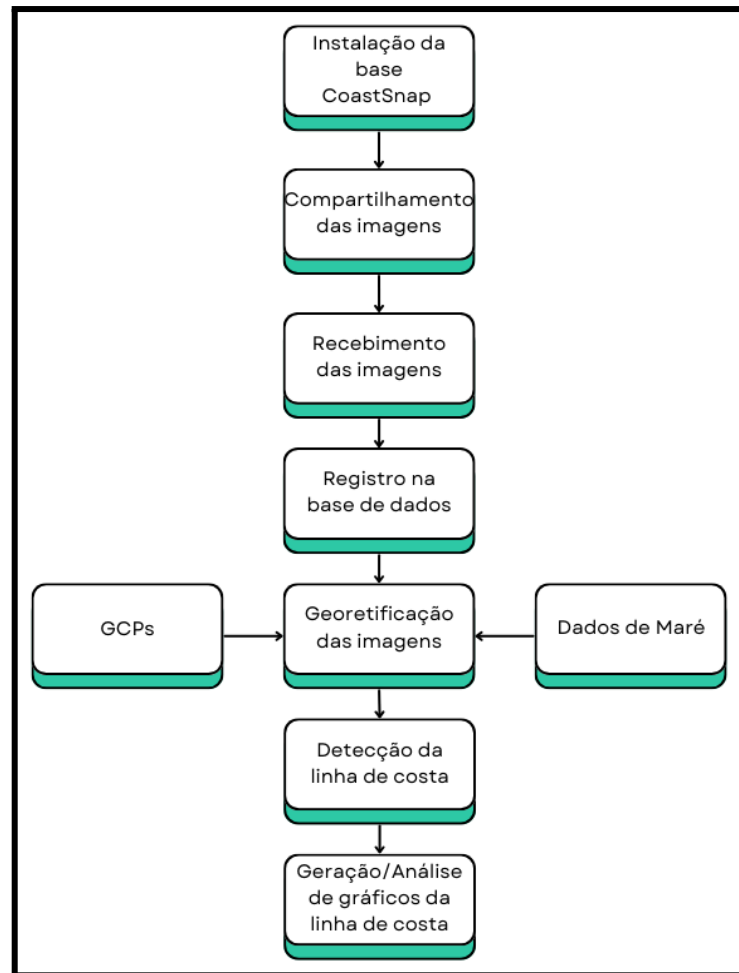 Instalação da
base
CoastSnap
Compartilhamento
das imagens
Recebimento
das imagens
Registro na
base de dados
GCPs
Georetificação
das imagens
Dados de Maré
Detecção da
linha de costa
Geração/Análise
de gráficos da
linha de costa